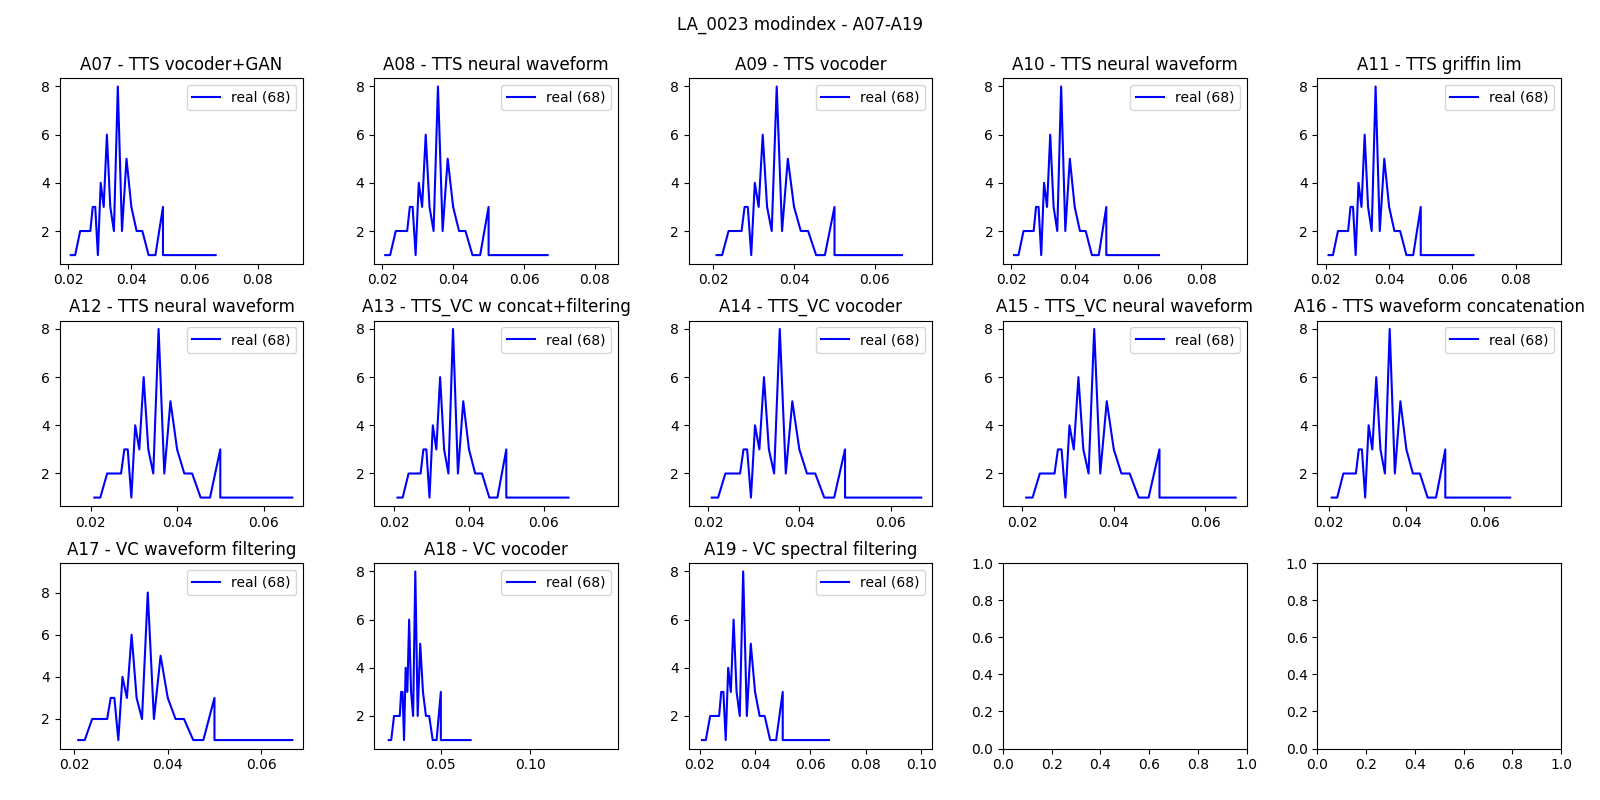 LA_0023 modindex - A07-A19
A07 - TTS vocoder+GAN
real (68)
8
6
4
2
0.02 0.04 0.06 0.08
A08 - TTS neural waveform
real (68)
8
6
4
2
0.02 0.04 0.06 0.08
A09 - TTS vocoder
real (68)
8
6
4
2
0.02 0.04 0.06
A10 - TTS neural waveform
real (68)
8
6
4
2
0.02 0.04 0.06 0.08
A11 - TTS griffin lim
real (68)
8
6
4
2
0.02 0.04 0.06 0.08
A12 - TTS neural waveform
real (68)
8
6
4
2
0.02 0.04 0.06
A13 - TTS_VC w concat+filtering
real (68)
8
6
4
2
0.02 0.04 0.06
A14 - TTS_VC vocoder
real (68)
8
6
4
2
0.02 0.04 0.06
A15 - TTS_VC neural waveform
real (68)
8
6
4
2
0.02 0.04 0.06
A16 - TTS waveform concatenation
real (68)
8
6
4
2
0.02 0.04 0.06
A17 - VC waveform filtering
real (68)
8
6
4
2
0.02 0.04 0.06
A18 - VC vocoder
real (68)
8
6
4
2
0.05 0.10
A19 - VC spectral filtering
real (68)
8
6
4
2
0.02 0.04 0.06 0.08 0.10
1.0
0.8
0.6
0.4
0.2
0.0
0.0 0.2 0.4 0.6 0.8 1.0
1.0
0.8
0.6
0.4
0.2
0.0
0.0 0.2 0.4 0.6 0.8 1.0